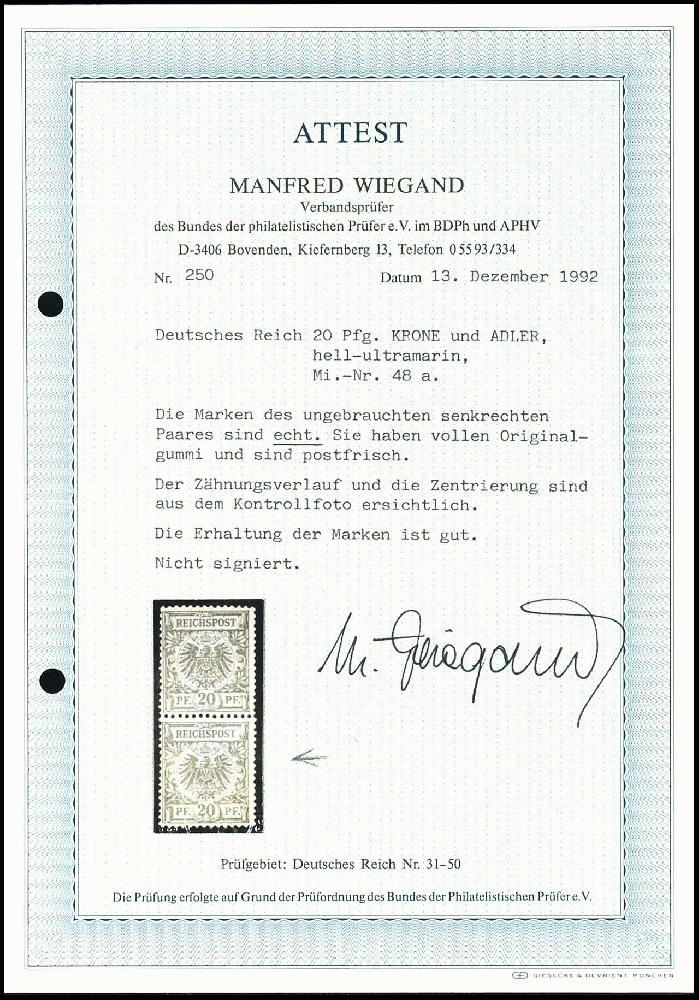 ATTEST
MANFRED WIEGAND
Verbandsprüfer
des Bundes der philatelistischen Prüfer e.V. im BDPh und APHV
D-3406 Bovenden, Kiefernberg 13, Telefon 0 55 93/334
Nr. 250 Datum 13. Dezember 1992
Deutsches Reich 20 Pfg. KRONE und ADLER,
hell-ultramarin,
Mi.-Nr. 48 a.
Die Marken des ungebrauchten senkrechten
Paares sind echt. Sie haben vollen Original-
gummi und sind postfrisch.
Der Zähnungsverlauf und die Zentrierung sind
aus dem Kontrollfoto ersichtlich.
Die Erhaltung der Marken ist gut.
Nicht signiert.
REICHSPOST
PF. 20 PF.
REICHSPOST
PF. 20 PF.
M. Wiegand
Prüfgebiet: Deutsches Reich Nr. 31-50
Die Prüfung erfolgte auf Grund der Prüfordnung des Bundes der Philatelistischen Prüfer e.V.
GIESECKE & DEVRIENT MÜNCHEN